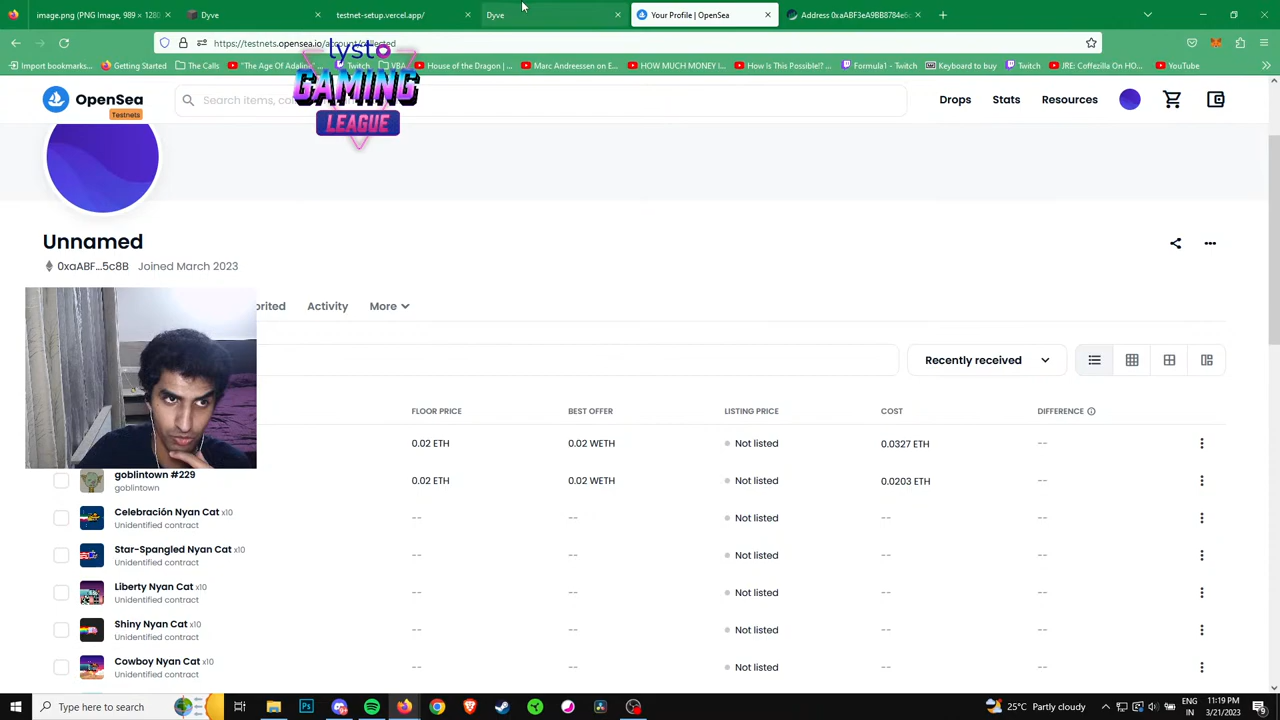 image.png (PNG Image, 989 × 1280
Dyve
testnet-setup.vercel.app/
Dyve
Your Profile | OpenSea
Address 0xaABF3eA9BB8784e6c
https://testnets.opensea.io/account/collected
Import bookmarks...
Getting Started
The Calls
"The Age Of Adaline
Twitch
VBA
House of the Dragon |...
Marc Andreessen on E...
HOW MUCH MONEY I...
How Is This Possible!? ...
Formula1 - Twitch
Keyboard to buy
Twitch
JRE: Coffezilla On HO...
YouTube
lysto
GAMING
LEAGUE
OpenSea
Testnets
Search items, co
Drops
Stats
Resources
Unnamed
0xaABF...5c8B Joined March 2023
orited
Activity
More
Recently received
FLOOR PRICE
BEST OFFER
LISTING PRICE
COST
DIFFERENCE
0.02 ETH
0.02 WETH
Not listed
0.0327 ETH
--
goblintown #229
goblintown
0.02 ETH
0.02 WETH
Not listed
0.0203 ETH
--
Celebración Nyan Cat x10
Unidentified contract
--
--
Not listed
--
--
Star-Spangled Nyan Cat x10
Unidentified contract
--
--
Not listed
--
--
Liberty Nyan Cat x10
Unidentified contract
--
--
Not listed
--
--
Shiny Nyan Cat x10
Unidentified contract
--
--
Not listed
--
--
Cowboy Nyan Cat x10
Unidentified contract
--
--
Not listed
--
--
Type here to search
25°C Partly cloudy
ENG
IN
11:19 PM
3/21/2023